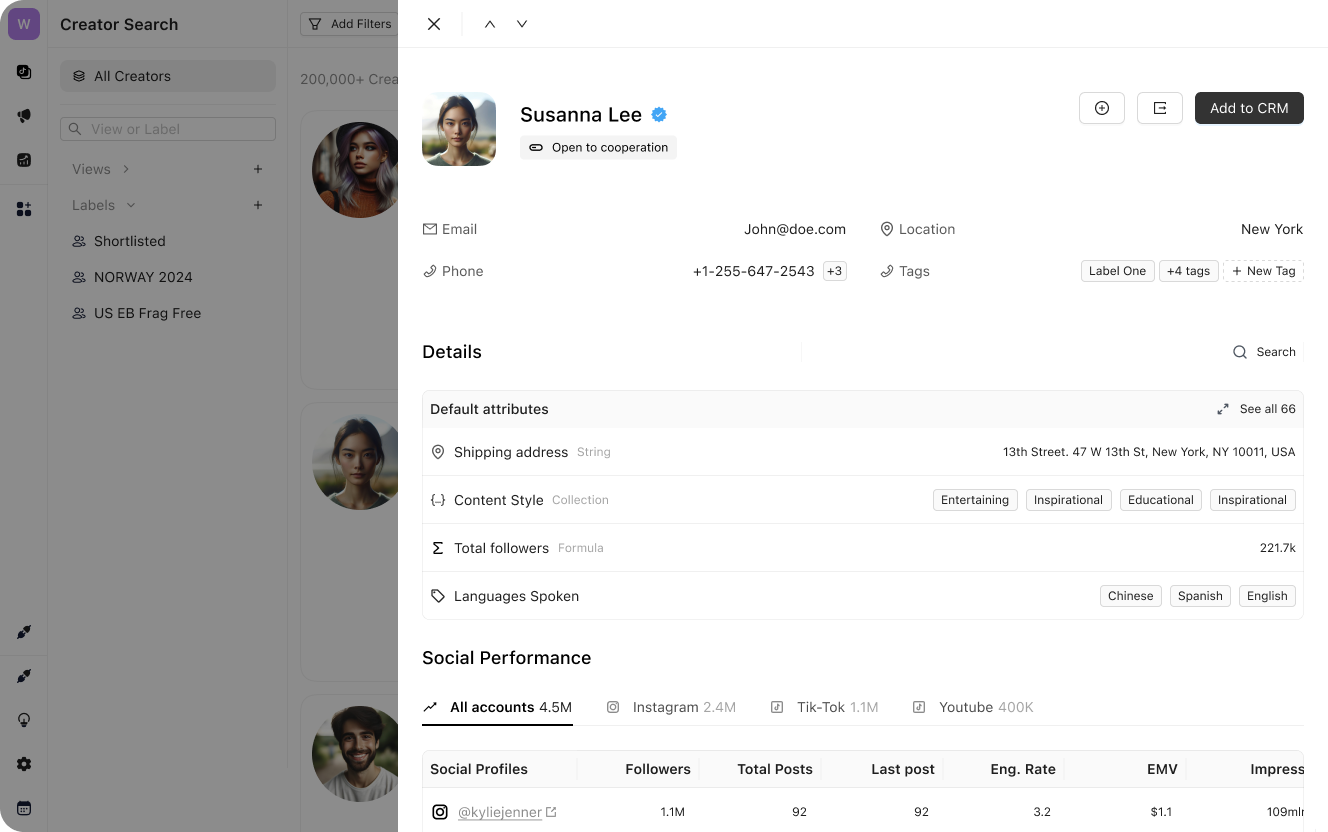 W
Creator Search
Add Filters
All Creators
200,000+ Crea
View or Label
Views
Labels
Shortlisted
NORWAY 2024
US EB Frag Free
Susanna Lee
Open to cooperation
Add to CRM
Email John@doe.com
Location New York
Phone +1-255-647-2543 +3
Tags Label One +4 tags + New Tag
Details
Search
Default attributes See all 66
Shipping address String 13th Street. 47 W 13th St, New York, NY 10011, USA
{...} Content Style Collection Entertaining Inspirational Educational Inspirational
Σ Total followers Formula 221.7k
Languages Spoken Chinese Spanish English
Social Performance
All accounts 4.5M Instagram 2.4M Tik-Tok 1.1M Youtube 400K
Social Profiles Followers Total Posts Last post Eng. Rate EMV Impress
@kyliejenner 1.1M 92 92 3.2 $1.1 109mln